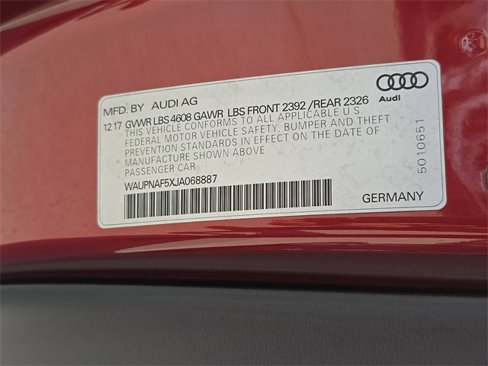 MFD. BY AUDI AG
12 17 GVWR LBS 4608 GAWR LBS FRONT 2392 / REAR 2326
THIS VEHICLE CONFORMS TO ALL APPLICABLE U S
FEDERAL MOTOR VEHICLE SAFETY, BUMPER AND THEFT
PREVENTION STANDARDS IN EFFECT ON THE DATE OF
MANUFACTURE SHOWN ABOVE.
PASSENGER CAR
WAUPNAF5XJA068887
Audi
5010651
GERMANY